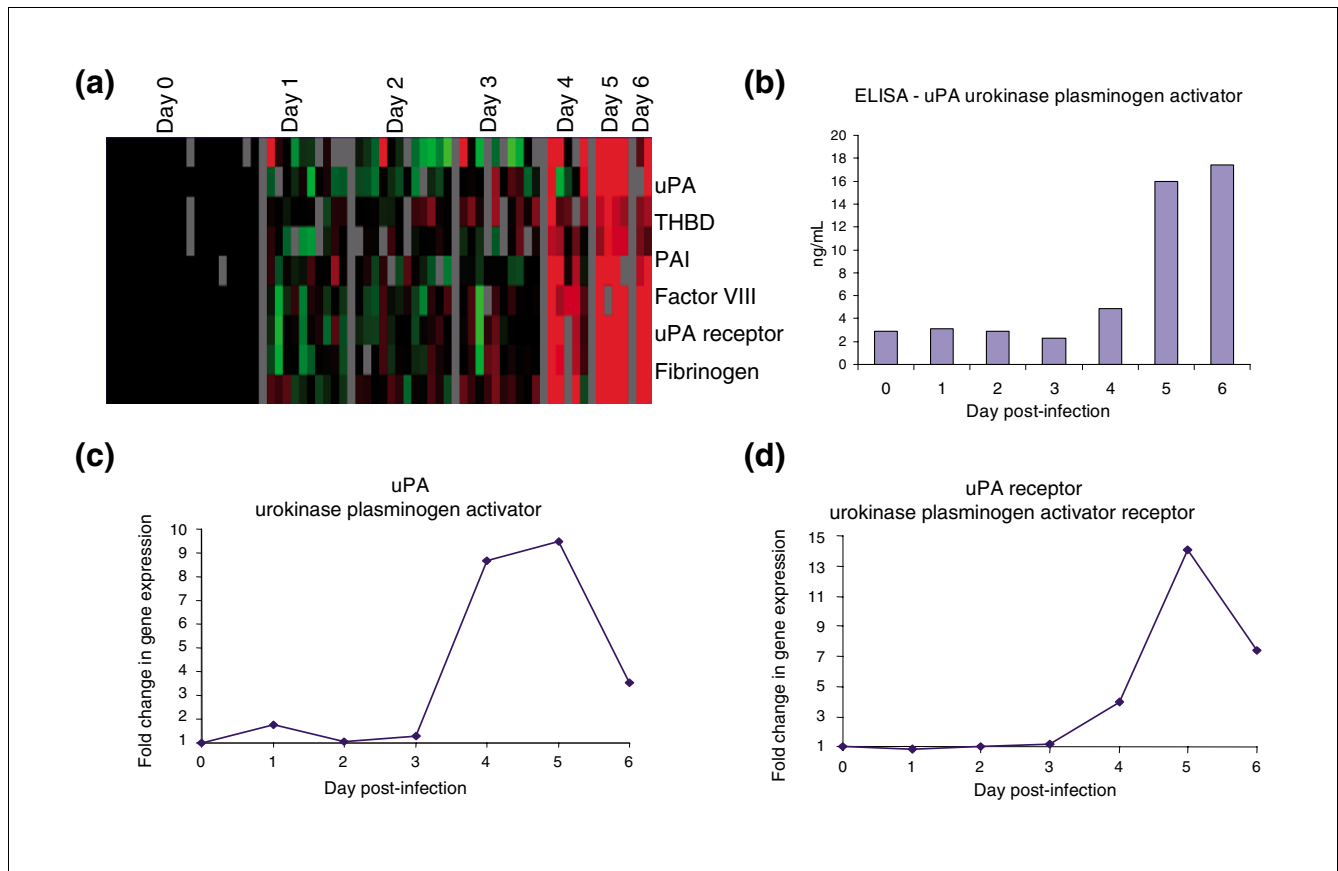 (a)
Day 0
Day 1
Day 2
Day 3
Day 4
Day 5
Day 6
uPA
THBD
PAI
Factor VIII
uPA receptor
Fibrinogen
(b)
ELISA - uPA urokinase plasminogen activator
20
18
16
14
12
10
8
6
4
2
0
ng/mL
0 1 2 3 4 5 6
Day post-infection
(c)
uPA
urokinase plasminogen activator
Fold change in gene expression
10
9
8
7
6
5
4
3
2
1
0 1 2 3 4 5 6
Day post-infection
(d)
uPA receptor
urokinase plasminogen activator receptor
Fold change in gene expression
15
13
11
9
7
5
3
1
0 1 2 3 4 5 6
Day post-infection